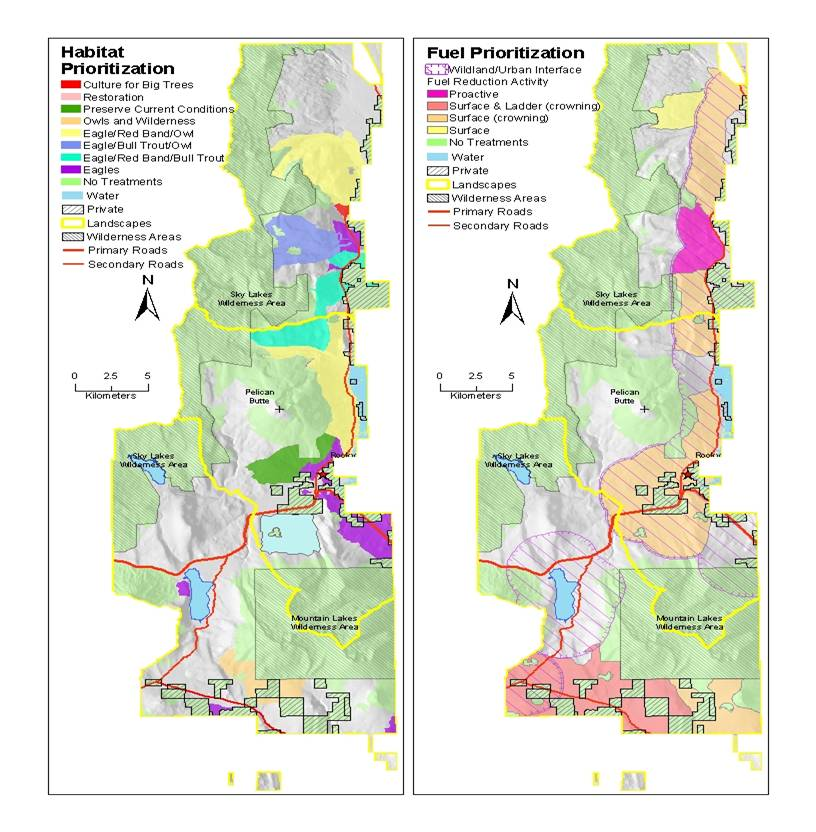 Habitat
Prioritization
Culture for Big Trees
Restoration
Preserve Current Conditions
Owls and Wilderness
Eagle/Red Band/Owl
Eagle/Bull Trout/Owl
Eagle/Red Band/Bull Trout
Eagles
No Treatments
Water
Private
Landscapes
Wilderness Areas
Primary Roads
Secondary Roads
N
0 2.5 5
Kilometers
Sky Lakes
Wilderness Area
Pelican
Butte
Sky Lakes
Wilderness Area
Rocky
Mountain Lakes
Wilderness Area
Fuel Prioritization
Wildland/Urban Interface
Fuel Reduction Activity
Proactive
Surface & Ladder (crowning)
Surface (crowning)
Surface
No Treatments
Water
Private
Landscapes
Wilderness Areas
Primary Roads
Secondary Roads
N
0 2.5 5
Kilometers
Sky Lakes
Wilderness Area
Pelican
Butte
Sky Lakes
Wilderness Area
Rocky
Mountain Lakes
Wilderness Area